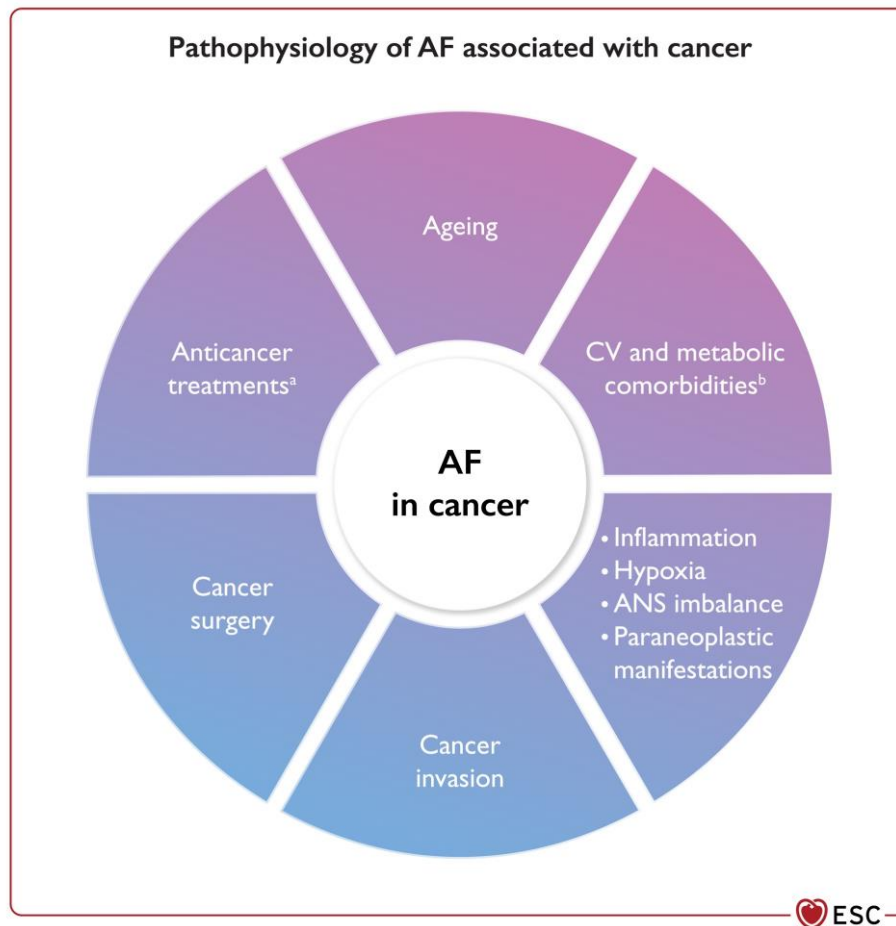 Pathophysiology of AF associated with cancer
Ageing
CV and metabolic
comorbiditiesᵇ
• Inflammation
• Hypoxia
• ANS imbalance
• Paraneoplastic
manifestations
Cancer
invasion
Cancer
surgery
Anticancer
treatmentsᵃ
AF
in cancer
ESC